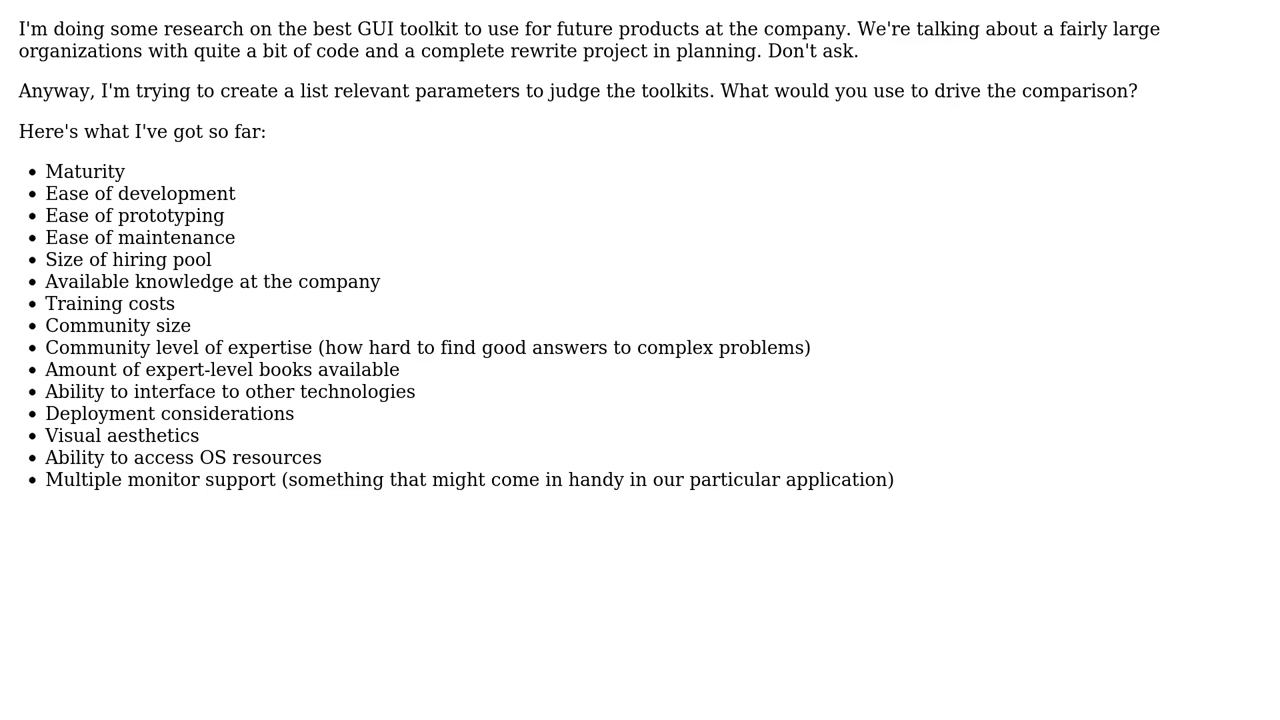 I'm doing some research on the best GUI toolkit to use for future products at the company. We're talking about a fairly large
organizations with quite a bit of code and a complete rewrite project in planning. Don't ask.
Anyway, I'm trying to create a list relevant parameters to judge the toolkits. What would you use to drive the comparison?
Here's what I've got so far:
• Maturity
• Ease of development
• Ease of prototyping
• Ease of maintenance
• Size of hiring pool
• Available knowledge at the company
• Training costs
• Community size
• Community level of expertise (how hard to find good answers to complex problems)
• Amount of expert-level books available
• Ability to interface to other technologies
• Deployment considerations
• Visual aesthetics
• Ability to access OS resources
• Multiple monitor support (something that might come in handy in our particular application)